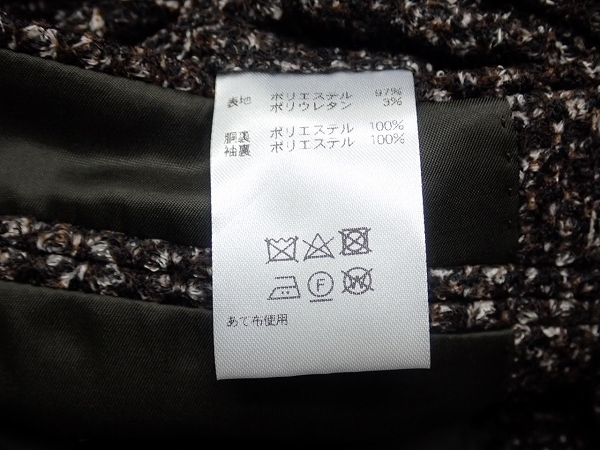 表地 ポリエステル 97%
ポリウレタン 3%
胴裏 ポリエステル 100%
袖裏 ポリエステル 100%
F
W
あて布使用